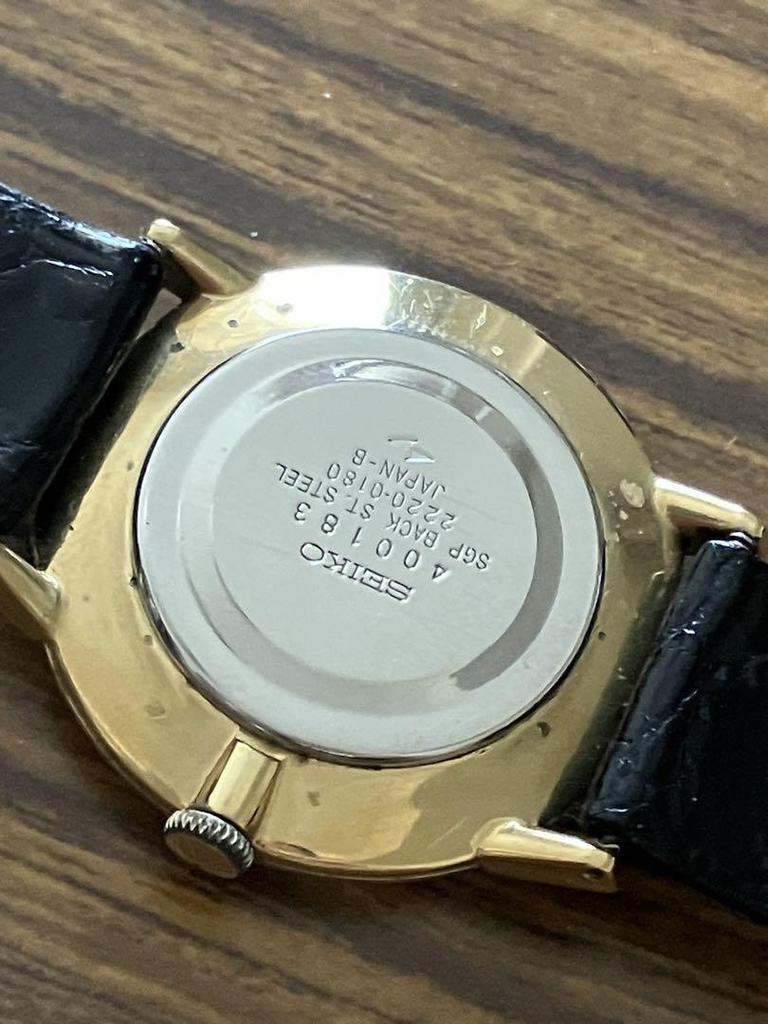 SEIKO
400183
SGP BACK ST. STEEL
2220-0180
JAPAN-B